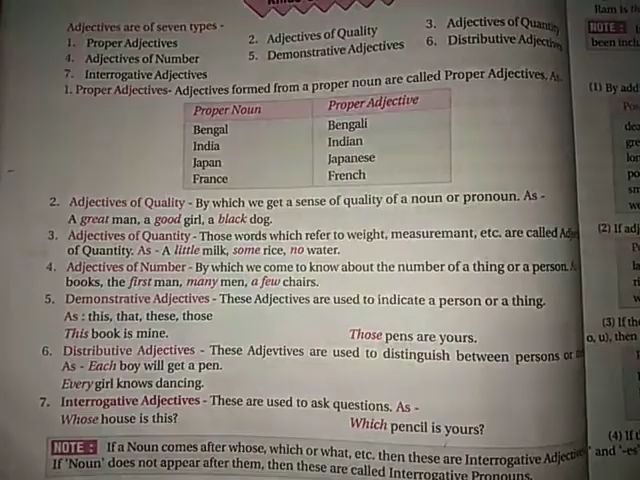 Adjectives are of seven types -
1. Proper Adjectives 2. Adjectives of Quality 3. Adjectives of Quantity
4. Adjectives of Number 5. Demonstrative Adjectives 6. Distributive Adjectives
7. Interrogative Adjectives
1. Proper Adjectives- Adjectives formed from a proper noun are called Proper Adjectives. As.
Proper Noun Proper Adjective
Bengal Bengali
India Indian
Japan Japanese
France French
2. Adjectives of Quality - By which we get a sense of quality of a noun or pronoun. As -
A great man, a good girl, a black dog.
3. Adjectives of Quantity - Those words which refer to weight, measuremant, etc. are called
of Quantity. As - A little milk, some rice, no water.
4. Adjectives of Number - By which we come to know about the number of a thing or a person.
books, the first man, many men, a few chairs.
5. Demonstrative Adjectives - These Adjectives are used to indicate a person or a thing.
As : this, that, these, those
This book is mine. Those pens are yours.
6. Distributive Adjectives - These Adjevtives are used to distinguish between persons or
As - Each boy will get a pen.
Every girl knows dancing.
7. Interrogative Adjectives - These are used to ask questions. As -
Whose house is this? Which pencil is yours?
NOTE : If a Noun comes after whose, which or what, etc. then these are Interrogative Adjective
If 'Noun' does not appear after them, then these are called Interrogative Pronouns.
Ram is
NOTE :
been
(1) By add
(2) If adj
(3) If the
o, u), then
(4) If
and '-es'